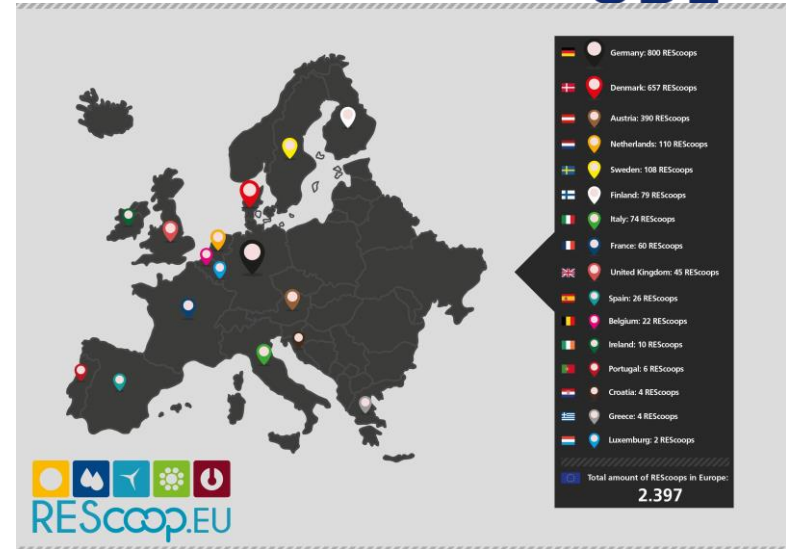 Germany: 800 REScoops
Denmark: 657 REScoops
Austria: 390 REScoops
Netherlands: 110 REScoops
Sweden: 108 REScoops
Finland: 79 REScoops
Italy: 74 REScoops
France: 60 REScoops
United Kingdom: 45 REScoops
Spain: 26 REScoops
Belgium: 22 REScoops
Ireland: 10 REScoops
Portugal: 6 REScoops
Croatia: 4 REScoops
Greece: 4 REScoops
Luxemburg: 2 REScoops
Total amount of REScoops in Europe:
2.397
REScoop.EU